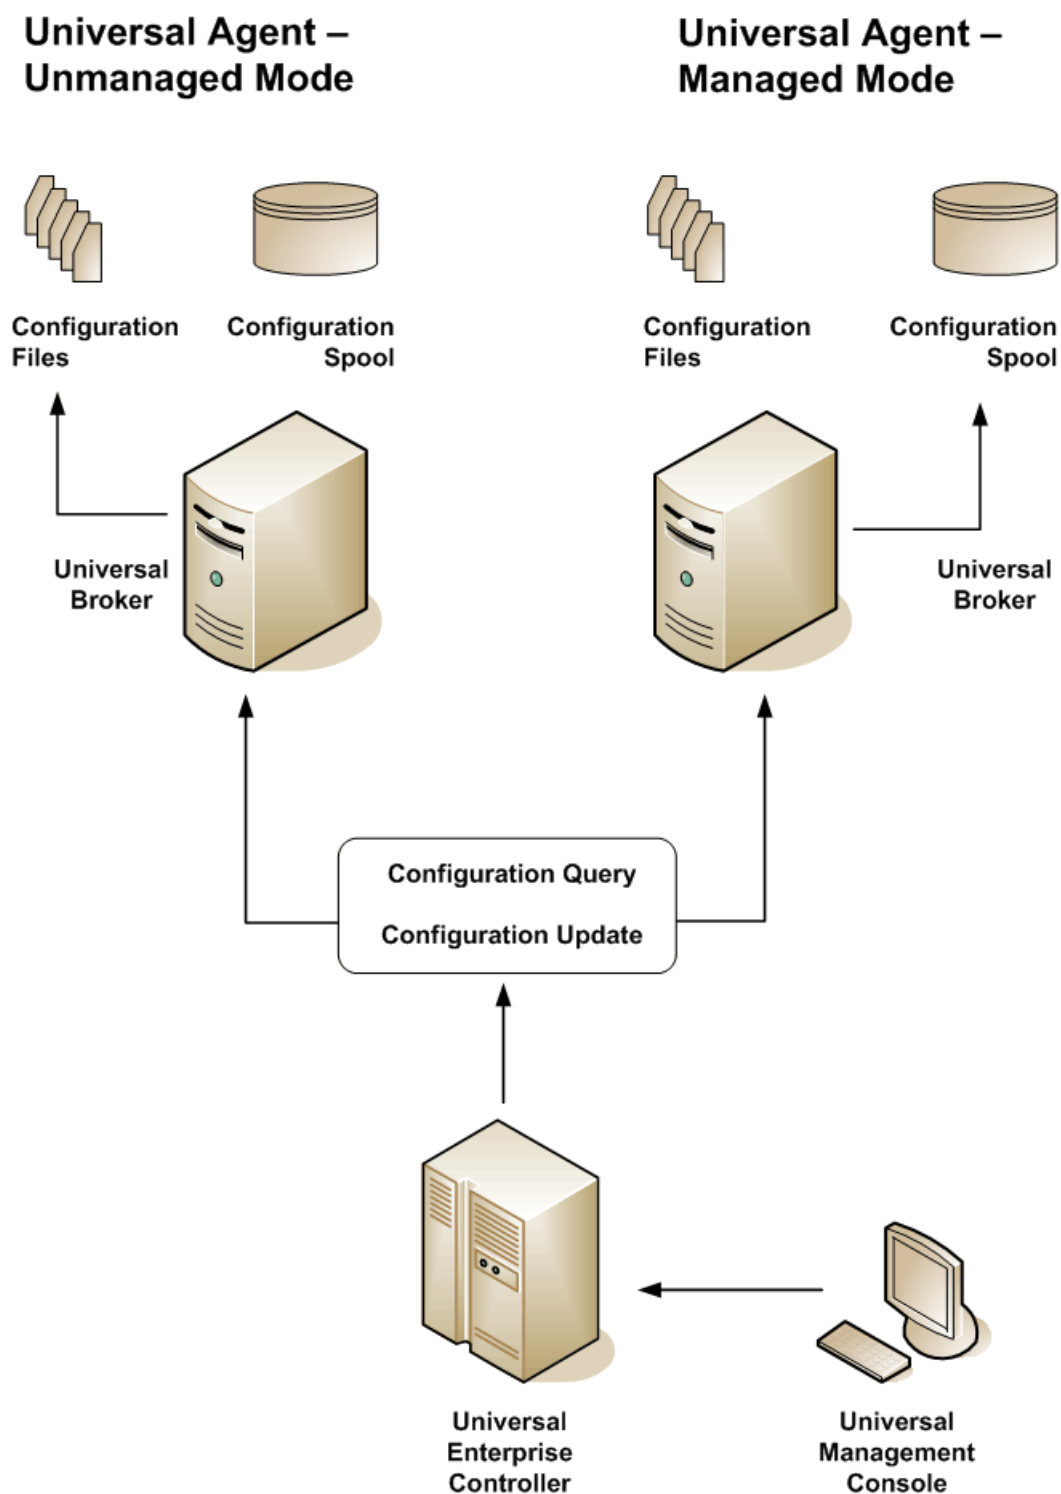 Universal Agent –
Unmanaged Mode
Universal Agent –
Managed Mode
Configuration
Files
Configuration
Spool
Configuration
Files
Configuration
Spool
Universal
Broker
Universal
Broker
Configuration Query
Configuration Update
Universal
Enterprise
Controller
Universal
Management
Console